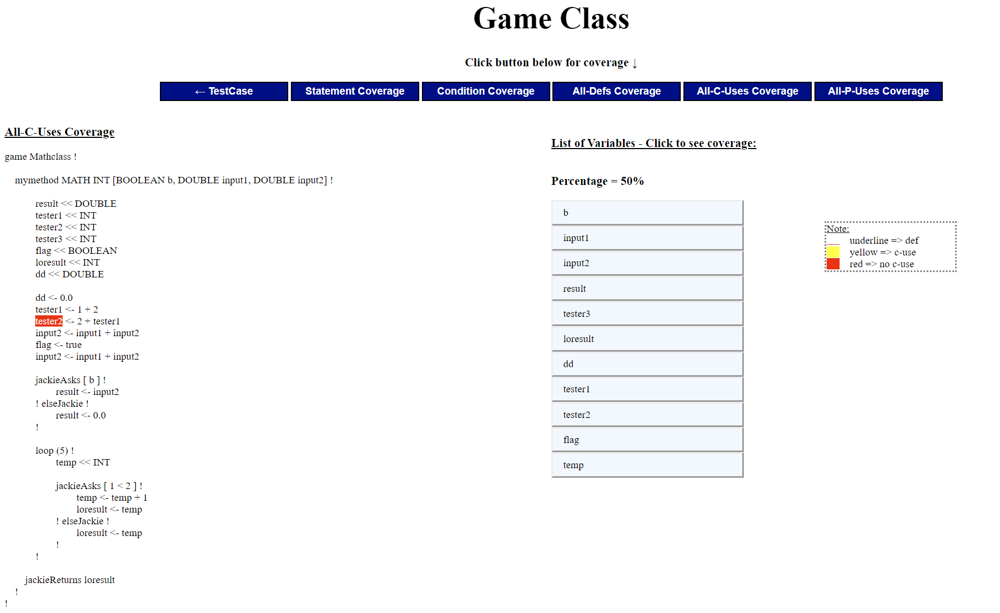 Game Class
Click button below for coverage ↓
← TestCase
Statement Coverage
Condition Coverage
All-Defs Coverage
All-C-Uses Coverage
All-P-Uses Coverage
All-C-Uses Coverage
game Mathclass !
mymethod MATH INT [BOOLEAN b, DOUBLE input1, DOUBLE input2] !
result << DOUBLE
tester1 << INT
tester2 << INT
tester3 << INT
flag << BOOLEAN
loresult << INT
dd << DOUBLE
dd <- 0.0
tester1 <- 1 + 2
tester2 <- 2 + tester1
input2 <- input1 + input2
flag <- true
input2 <- input1 + input2
jackieAsks [ b ] !
result <- input2
! elseJackie !
result <- 0.0
!
loop (5) !
temp << INT
jackieAsks [ 1 < 2 ] !
temp <- temp + 1
loresult <- temp
! elseJackie !
loresult <- temp
!
!
jackieReturns loresult
!
!
List of Variables - Click to see coverage:
Percentage = 50%
b
input1
input2
result
tester3
loresult
dd
tester1
tester2
flag
temp
Note:
underline => def
yellow => c-use
red => no c-use